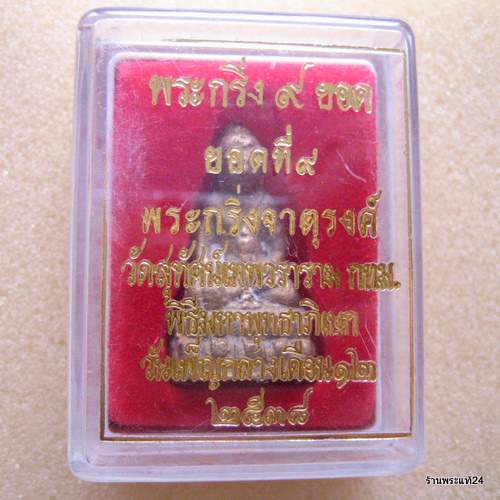 พระกริ่ง ๙ ยอด
ยอดที่ ๙
พระกริ่งจาตุรงค์
วัดสุทัศน์เทพวราราม กทม.
พิธีมหาพุทธาภิเษก
วันเพ็ญกลางเดือน ๑๒
๒๕๓๘
ร้านพระแท้24